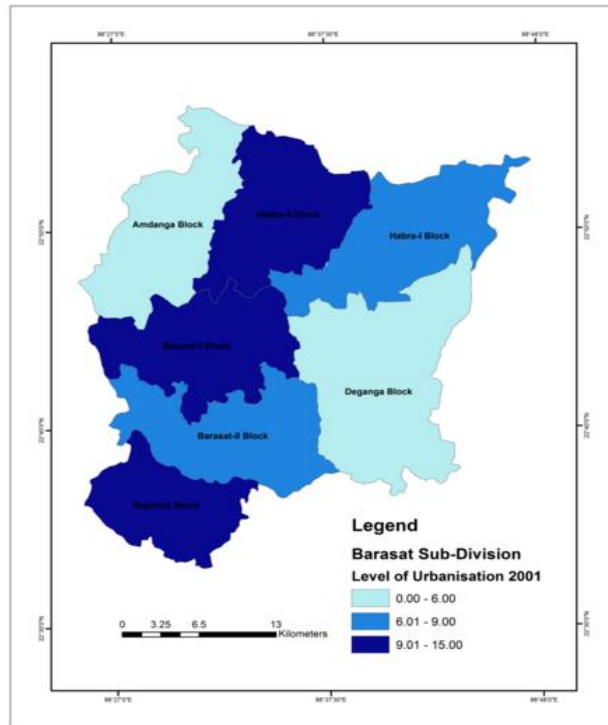 88°27'0"E 88°37'30"E 88°48'0"E
Amdanga Block
Habra-II Block
Habra-I Block
Barasat-I Block
Deganga Block
Barasat-II Block
Rajarhat Block
Legend
Barasat Sub-Division
Level of Urbanisation 2001
0.00 - 6.00
6.01 - 9.00
9.01 - 15.00
0 3.25 6.5 13
Kilometers
88°27'0"E 88°37'30"E 88°48'0"E